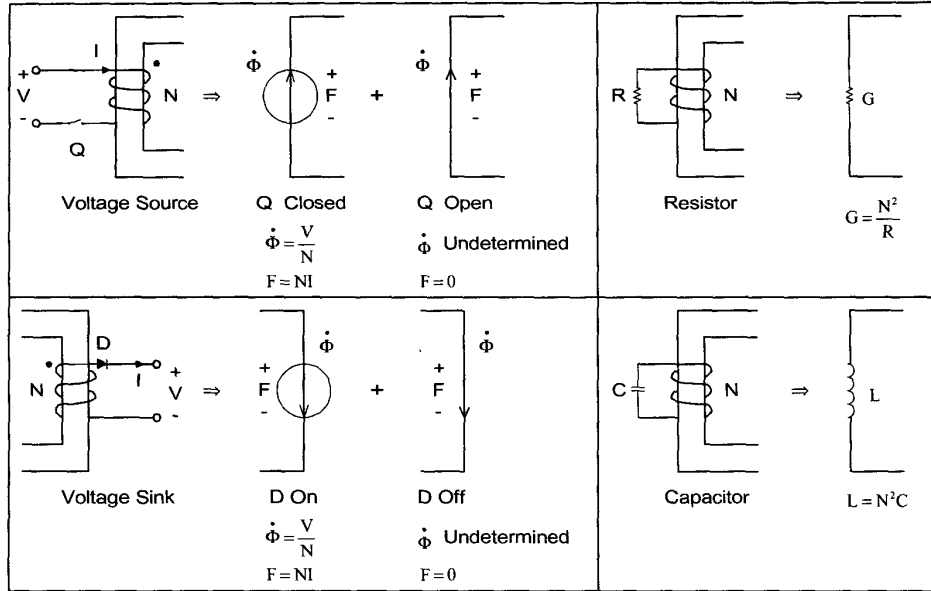 I
+
V
-
Q
N
⇒
Φ̇
+
F
-
+
Φ̇
+
F
-
Voltage Source
Q Closed
Q Open
Φ̇ = V/N
Φ̇ Undetermined
F = NI
F = 0
R
N
⇒
G
Resistor
G = N²/R
D
N
I
+
V
-
⇒
Φ̇
+
F
-
+
Φ̇
+
F
-
Voltage Sink
D On
D Off
Φ̇ = V/N
Φ̇ Undetermined
F = NI
F = 0
C
N
⇒
L
Capacitor
L = N²C